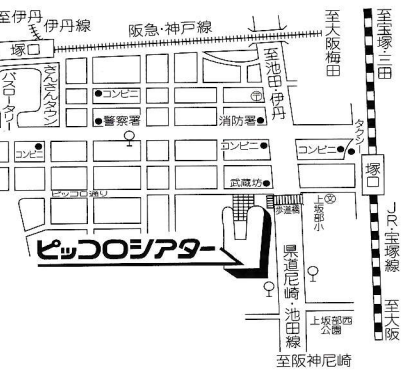 至伊丹
伊丹線
阪急・神戸線
至大阪梅田
至宝塚・三田
塚口
バスロータリー
さんさんタウン
コンビニ
警察署
至池田・伊丹
〒
消防署
タクシー
コンビニ
コンビニ
コンビニ
塚口
武蔵坊
ピッコロ通り
歩道橋
上坂部小
文
JR・宝塚線
ピッコロシアター
県道尼崎・池田線
上坂部西公園
至大阪
至阪神尼崎